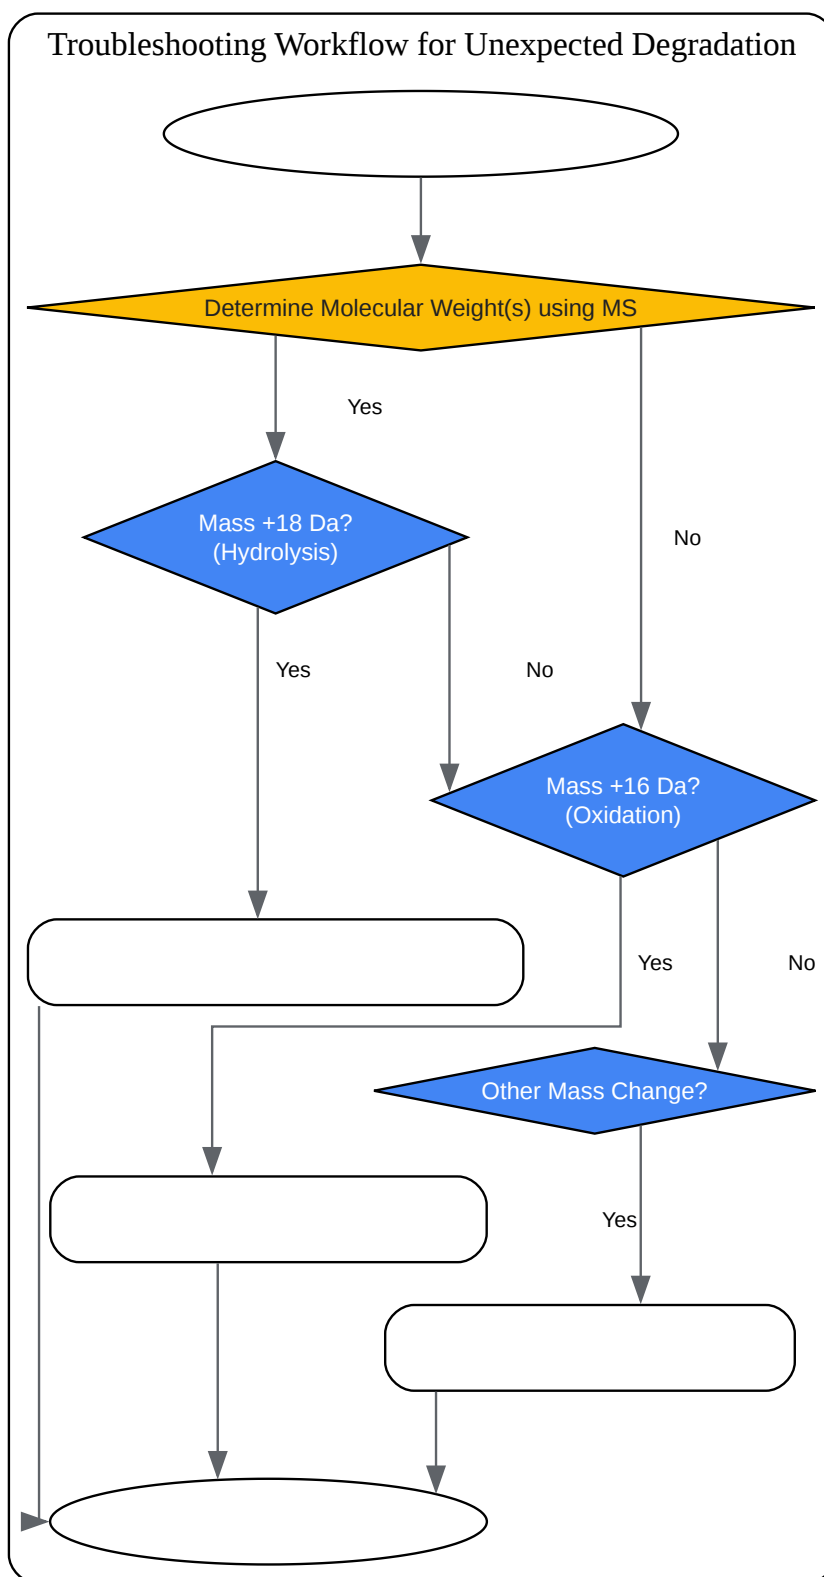 Troubleshooting Workflow for Unexpected Degradation
Determine Molecular Weight(s) using MS
Yes
Mass +18 Da?
(Hydrolysis)
No
Yes
No
Mass +16 Da?
(Oxidation)
Yes
No
Other Mass Change?
Yes